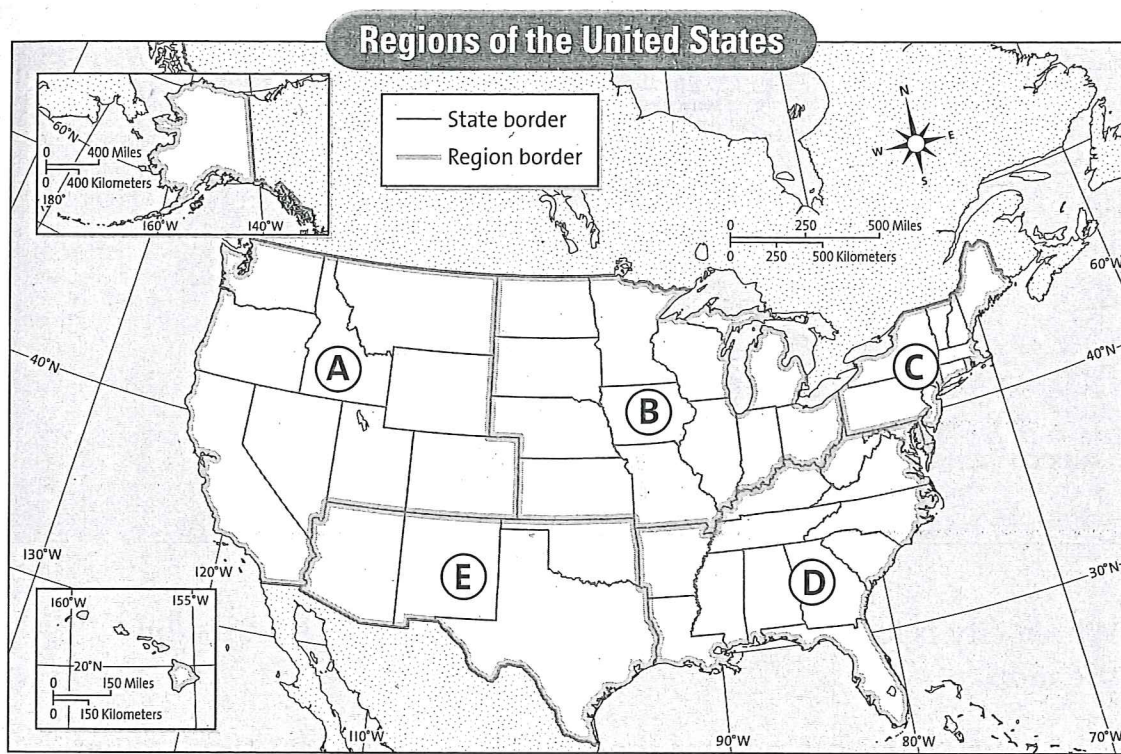 Regions of the United States
State border
Region border
N
E
W
S
60°N
0 400 Miles
0 400 Kilometers
180°
160°W
140°W
0 250 500 Miles
0 250 500 Kilometers
60°W
40°N
40°N
A
B
C
D
E
130°W
120°W
30°N
160°W
155°W
20°N
0 150 Miles
0 150 Kilometers
110°W
90°W
80°W
70°W